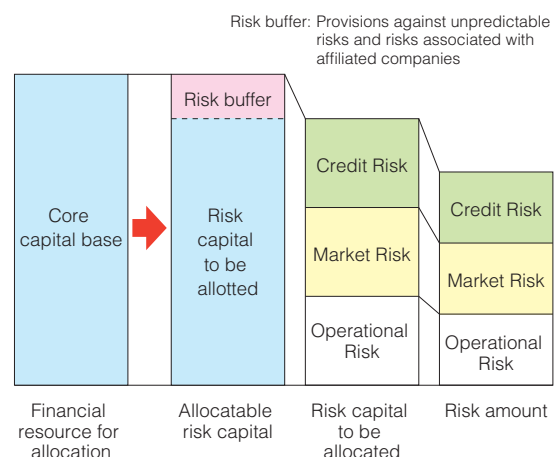 Risk buffer: Provisions against unpredictable
risks and risks associated with
affiliated companies
Core
capital base
Risk buffer
Risk
capital
to be
allotted
Credit Risk
Market Risk
Operational
Risk
Credit Risk
Market Risk
Operational
Risk
Financial
resource for
allocation
Allocatable
risk capital
Risk capital
to be
allocated
Risk amount